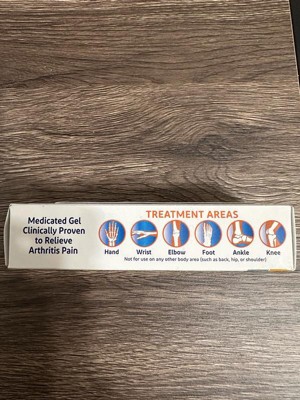 Medicated Gel
Clinically Proven
to Relieve
Arthritis Pain
TREATMENT AREAS
Hand Wrist Elbow Foot Ankle Knee
Not for use on any other body area (such as back, hip, or shoulder)